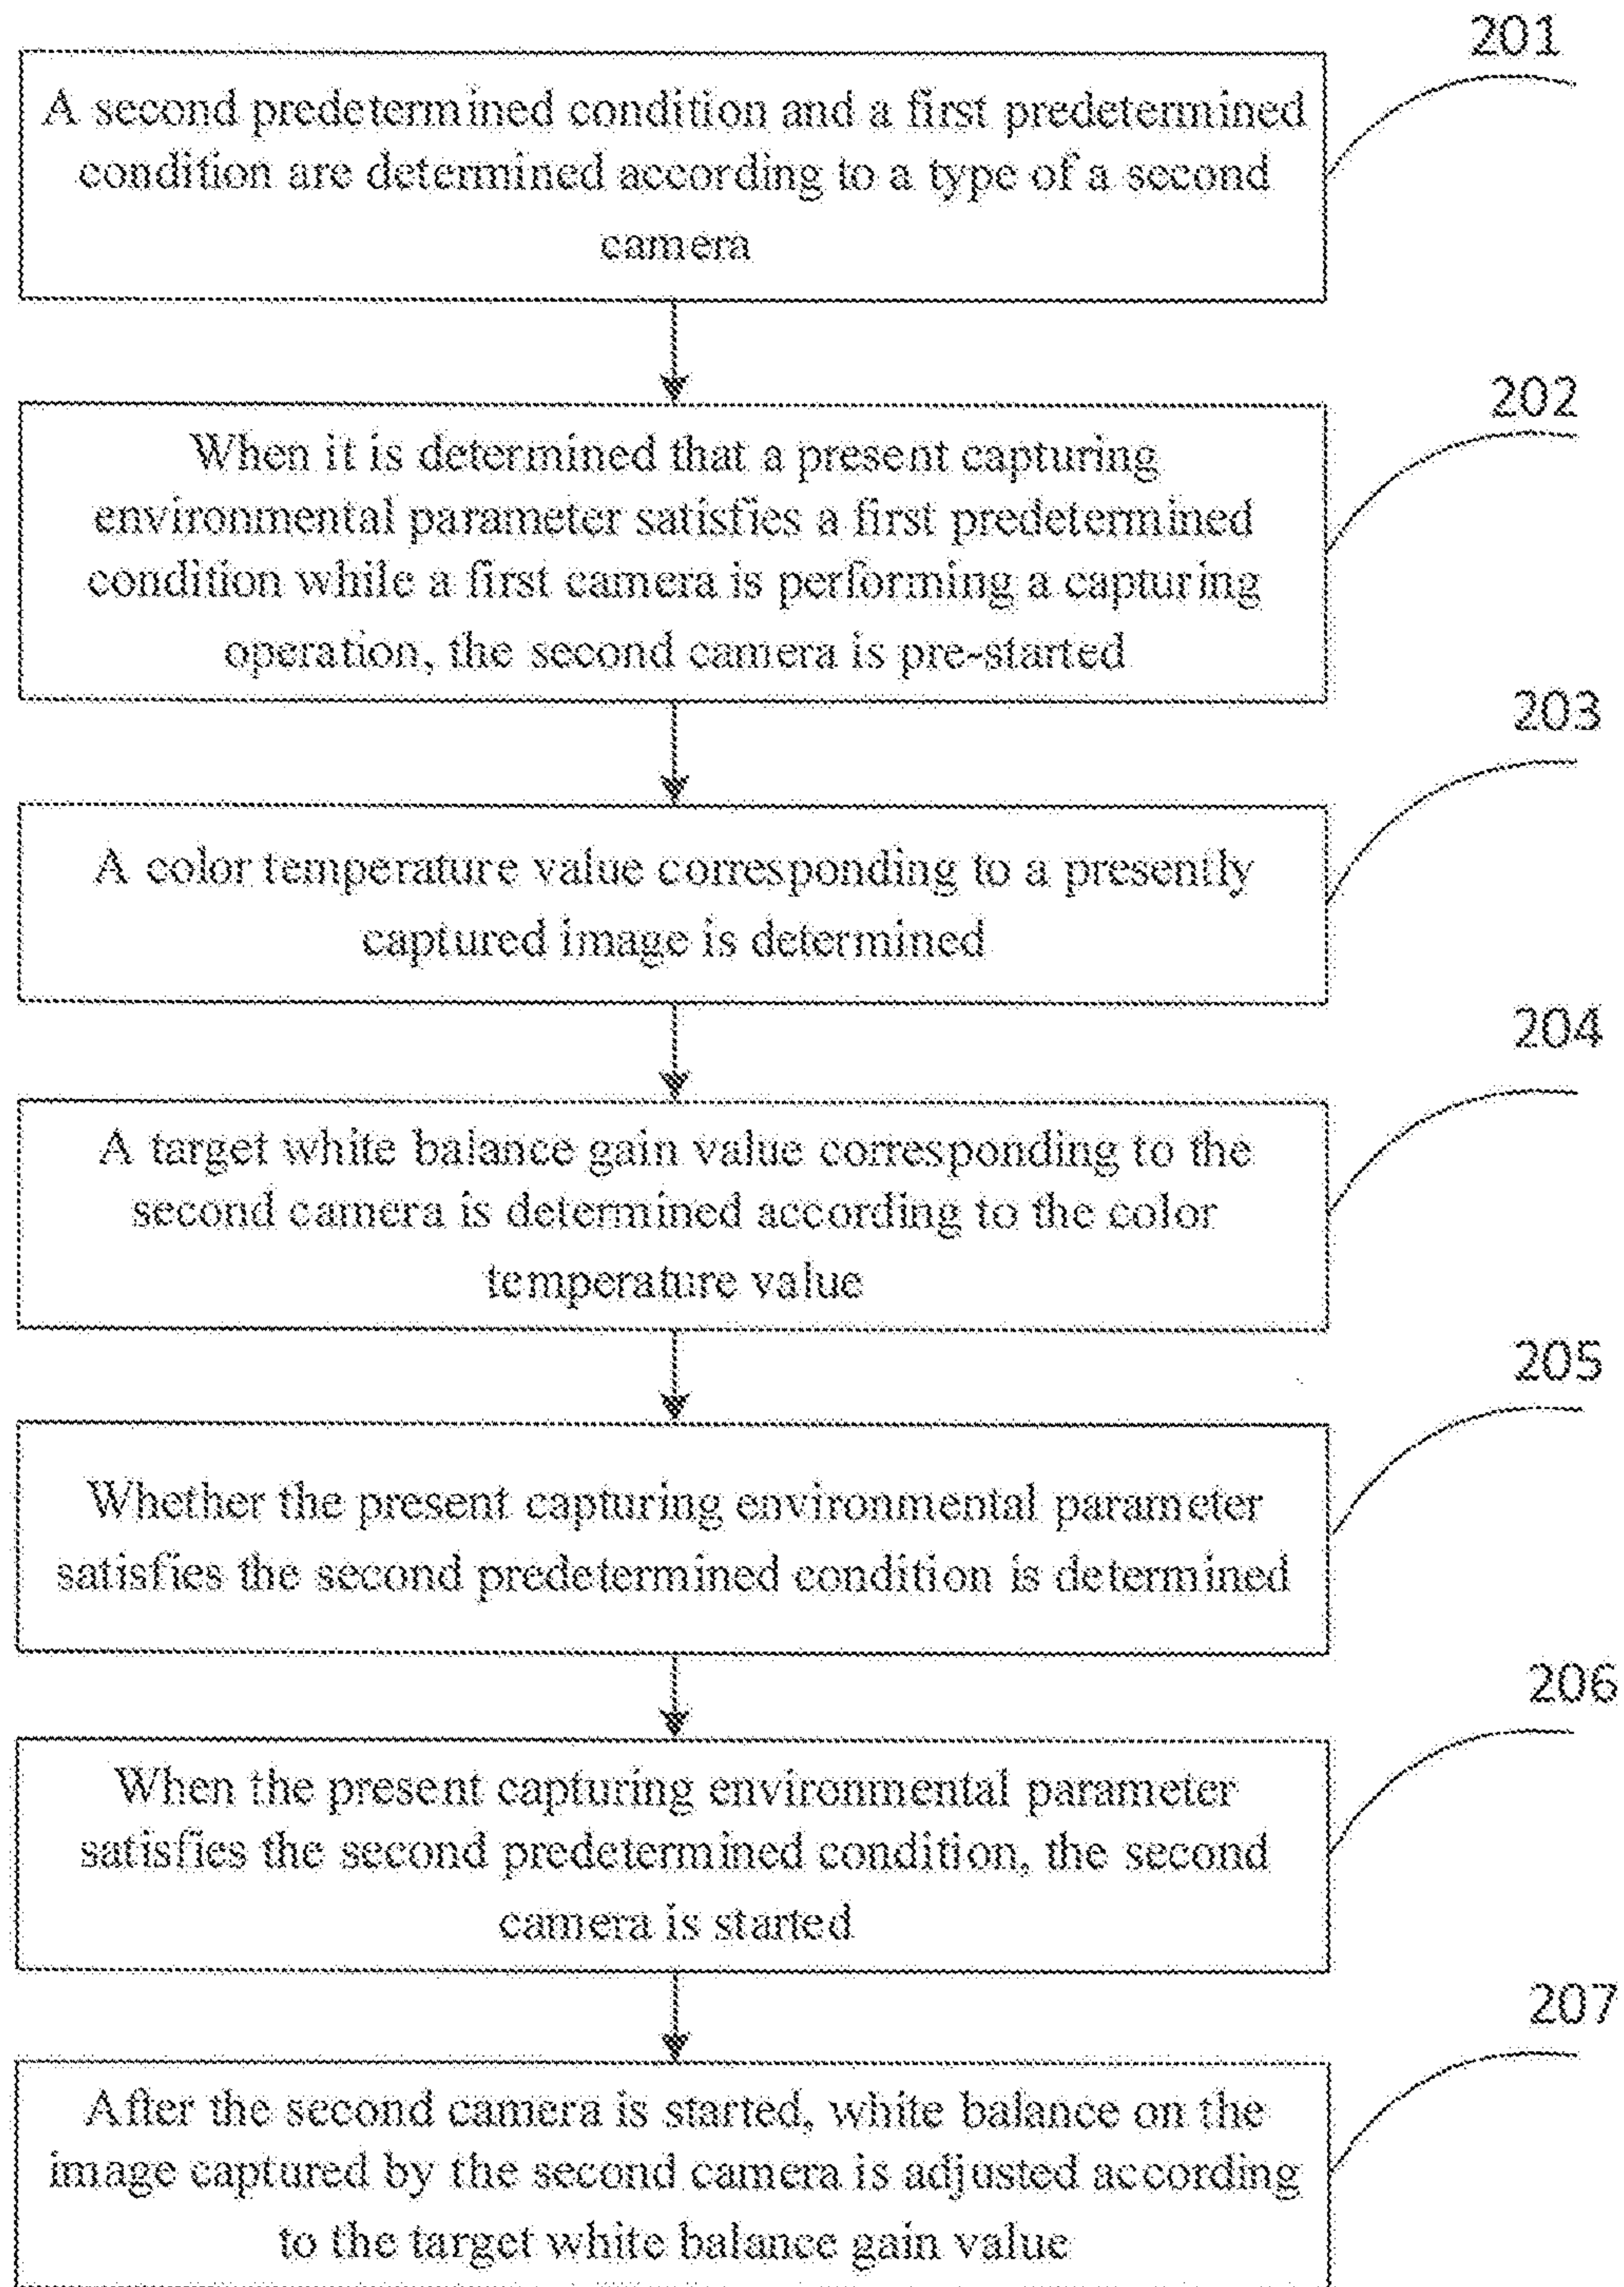 201
A second predetermined condition and a first predetermined
condition are determined according to a type of a second
camera
202
When it is determined that a present capturing
environmental parameter satisfies a first predetermined
condition while a first camera is performing a capturing
operation, the second camera is pre-started
203
A color temperature value corresponding to a presently
captured image is determined
204
A target white balance gain value corresponding to the
second camera is determined according to the color
temperature value
205
Whether the present capturing environmental parameter
satisfies the second predetermined condition is determined
206
When the present capturing environmental parameter
satisfies the second predetermined condition, the second
camera is started
207
After the second camera is started, white balance on the
image captured by the second camera is adjusted according
to the target white balance gain value